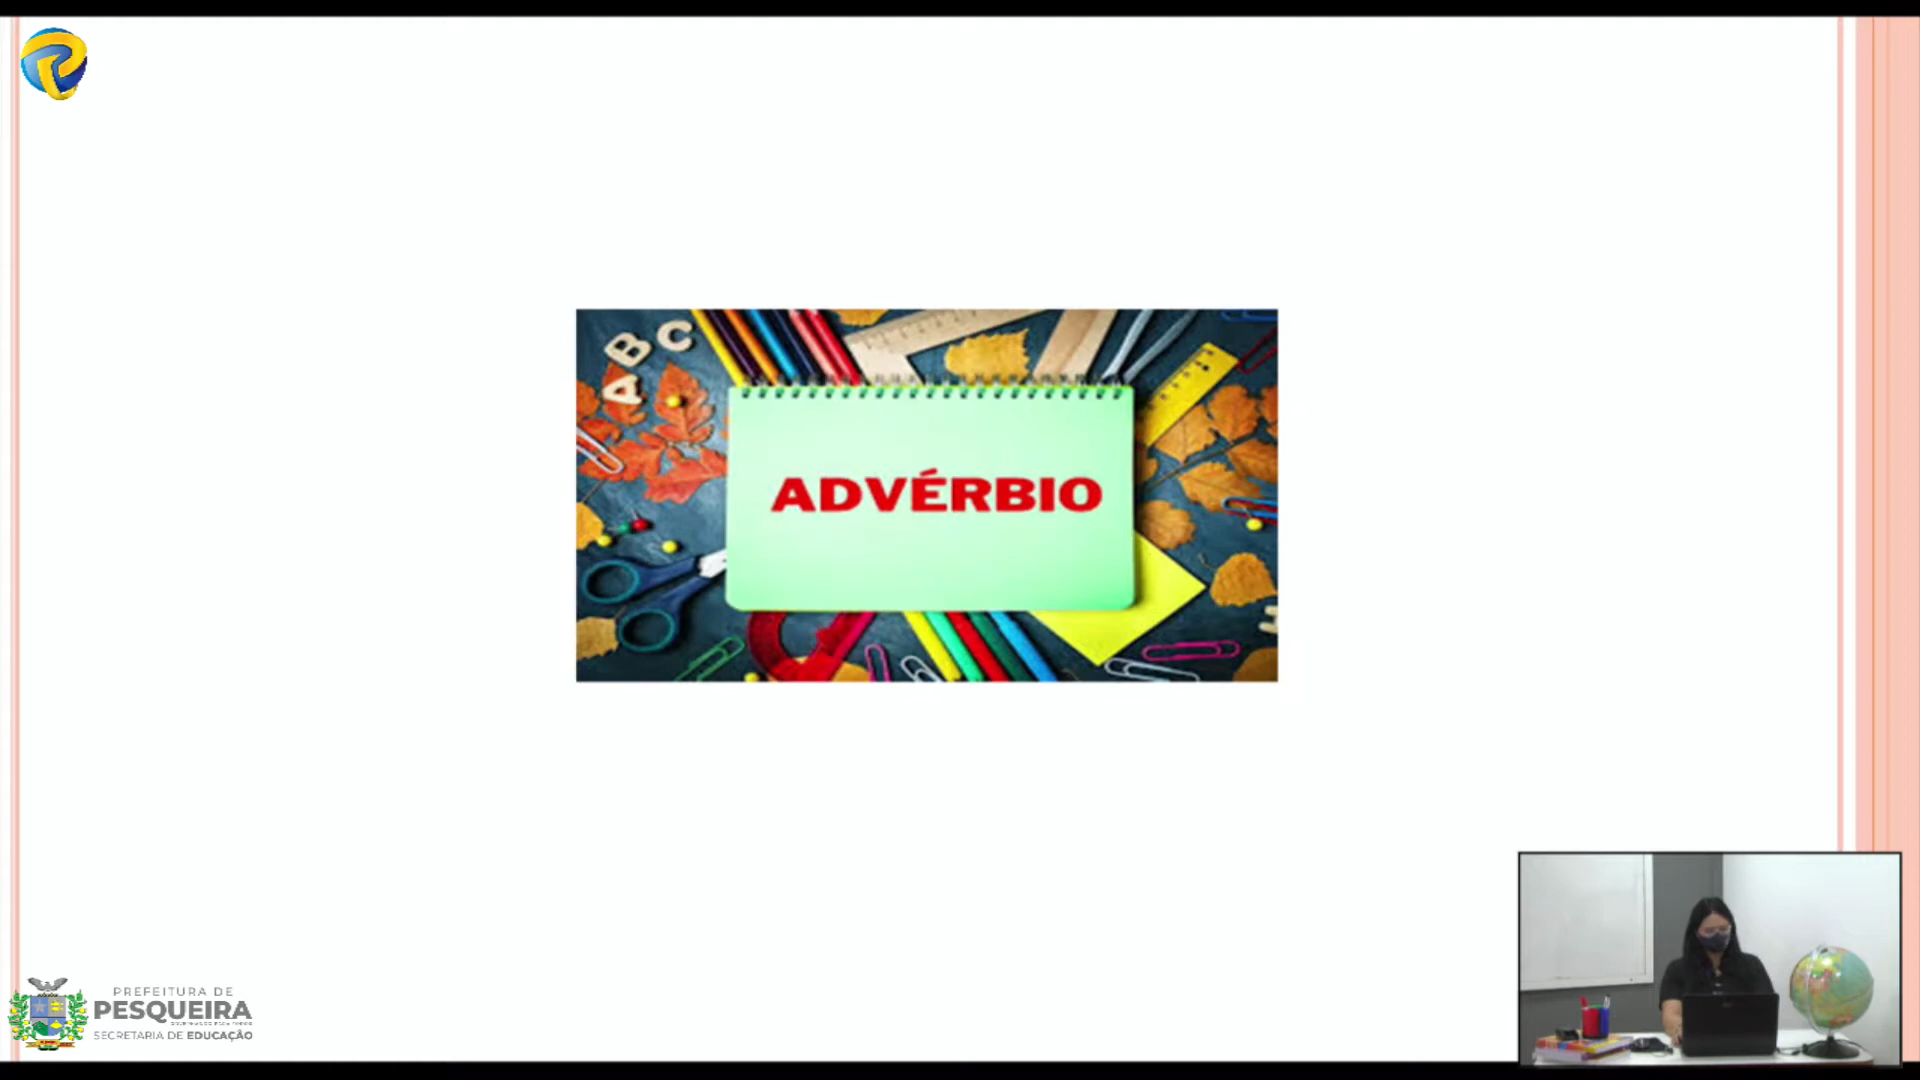 A B C
ADVÉRBIO
PREFEITURA DE
PESQUEIRA
SECRETARIA DE EDUCAÇÃO